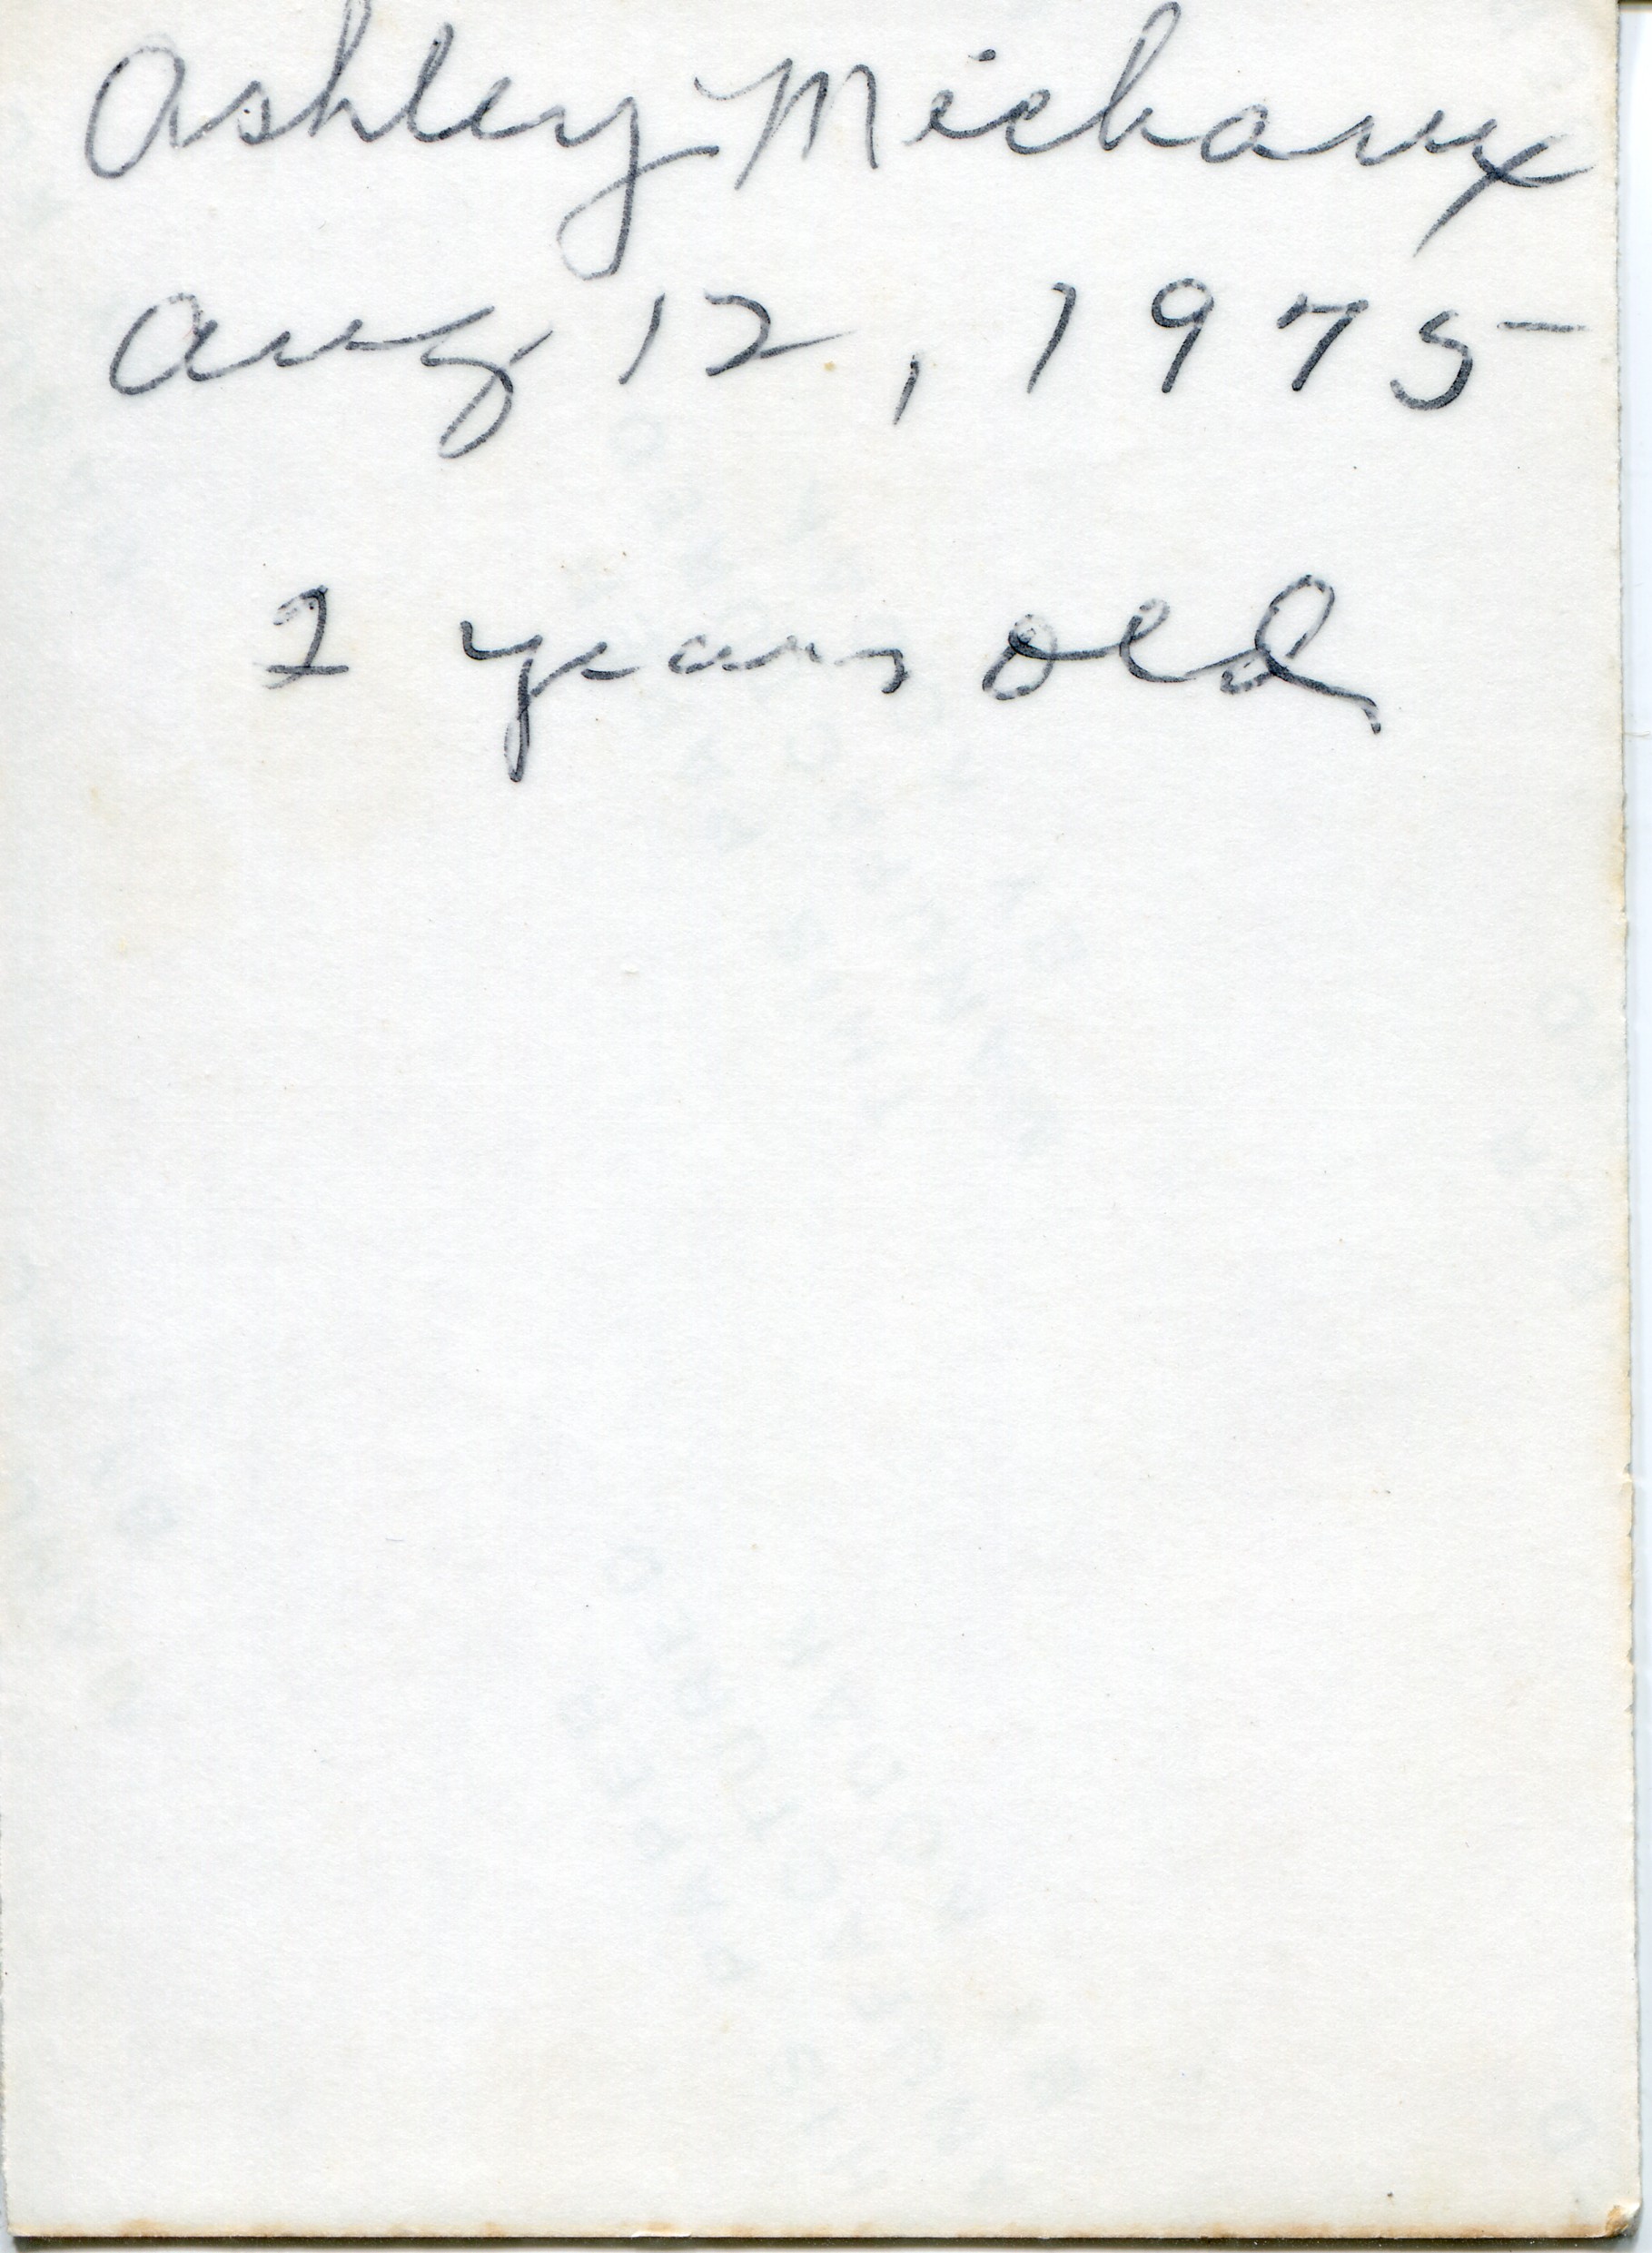 Ashley Michaux
Aug 12, 1975
2 years old